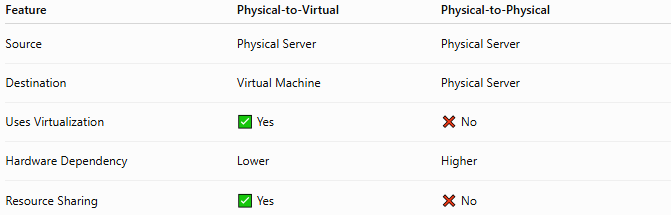 Feature Physical-to-Virtual Physical-to-Physical
Source Physical Server Physical Server
Destination Virtual Machine Physical Server
Uses Virtualization ✅ Yes ❌ No
Hardware Dependency Lower Higher
Resource Sharing ✅ Yes ❌ No